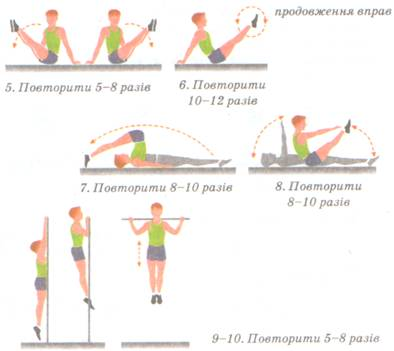 продовження вправ
5. Повторити 5–8 разів
6. Повторити
10–12 разів
7. Повторити 8–10 разів
8. Повторити
8–10 разів
9–10. Повторити 5–8 разів